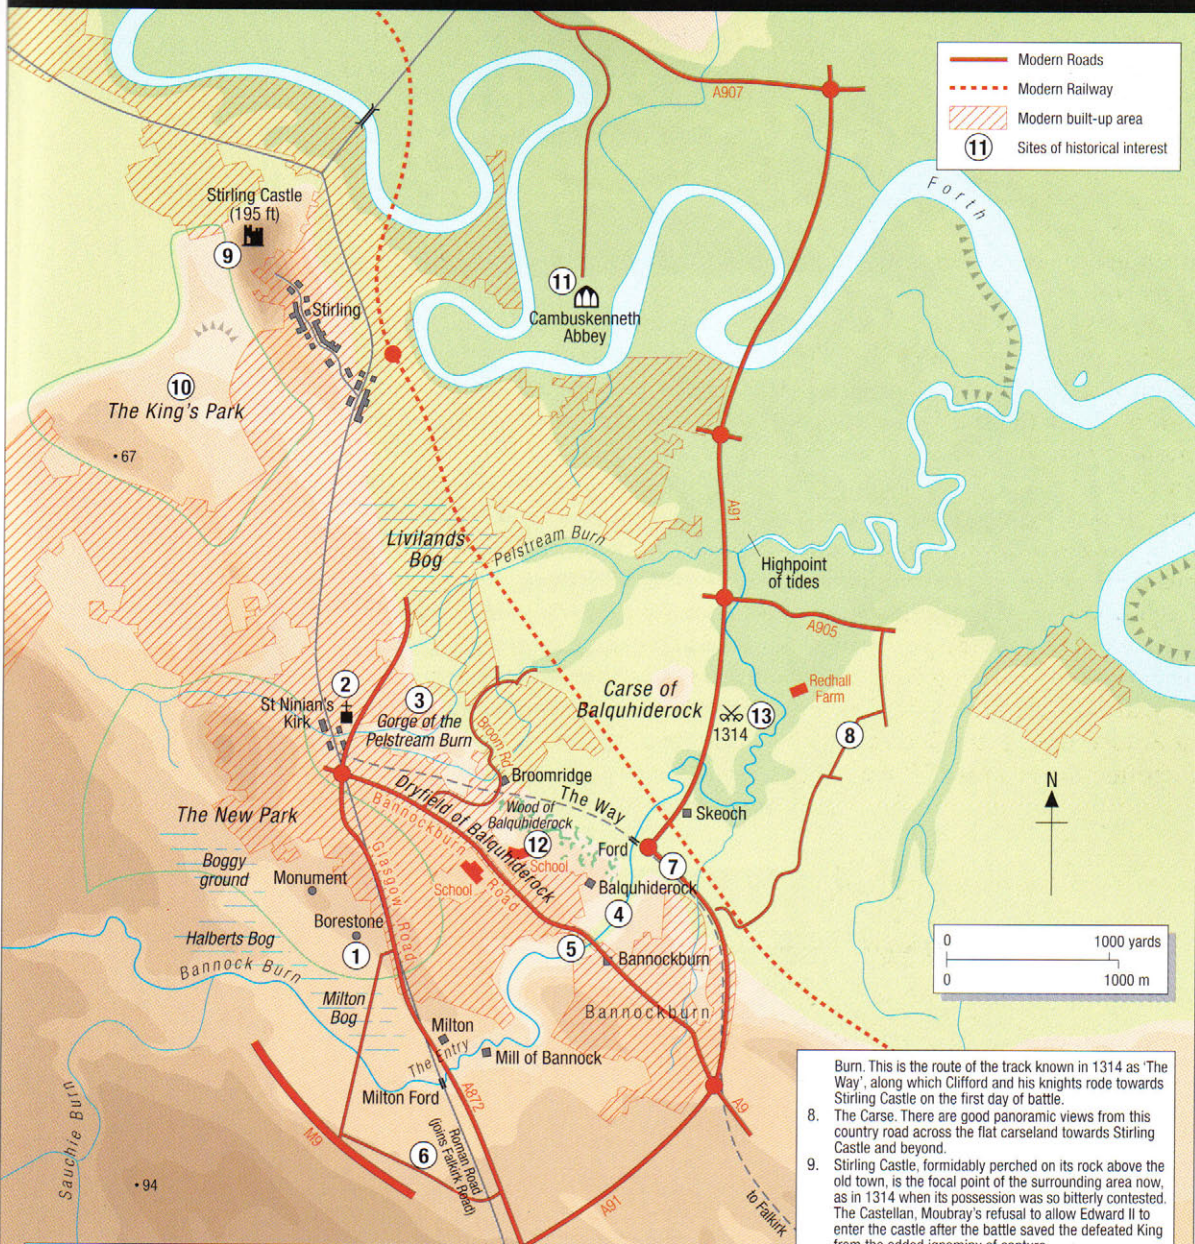 Modern Roads
Modern Railway
Modern built-up area
11 Sites of historical interest
A907
Forth
Stirling Castle
(195 ft)
9
Stirling
11
Cambuskenneth
Abbey
10
The King's Park
67
A91
Livilands
Bog
Pelstream Burn
Highpoint
of tides
A905
Redhall
Farm
2
St Ninian's
Kirk
3
Gorge of the
Pelstream Burn
Carse of
Balquhiderock
13
1314
8
Broom Rd
Broomridge
The Way
N
Wood of
Balquhiderock
Dryfield of Balquhiderock
Bannockburn Road
The New Park
Skeoch
12
Ford
7
School
School
Boggy
ground
Glasgow Road
Monument
Balquhiderock
4
Borestone
1
Halberts Bog
5
Bannockburn
0 1000 yards
0 1000 m
Bannock Burn
Milton
Bog
Bannockburn
Milton
The Entry
Mill of Bannock
Milton Ford
A872
A9
Sauchie Burn
M9
6
Roman Road
(joins Falkirk Road)
94
A91
to Falkirk
Burn. This is the route of the track known in 1314 as 'The
Way', along which Clifford and his knights rode towards
Stirling Castle on the first day of battle.
8. The Carse. There are good panoramic views from this
country road across the flat carseland towards Stirling
Castle and beyond.
9. Stirling Castle, formidably perched on its rock above the
old town, is the focal point of the surrounding area now,
as in 1314 when its possession was so bitterly contested.
The Castellan, Moubray's refusal to allow Edward II to
enter the castle after the battle saved the defeated King
from the added ignominy of capture.